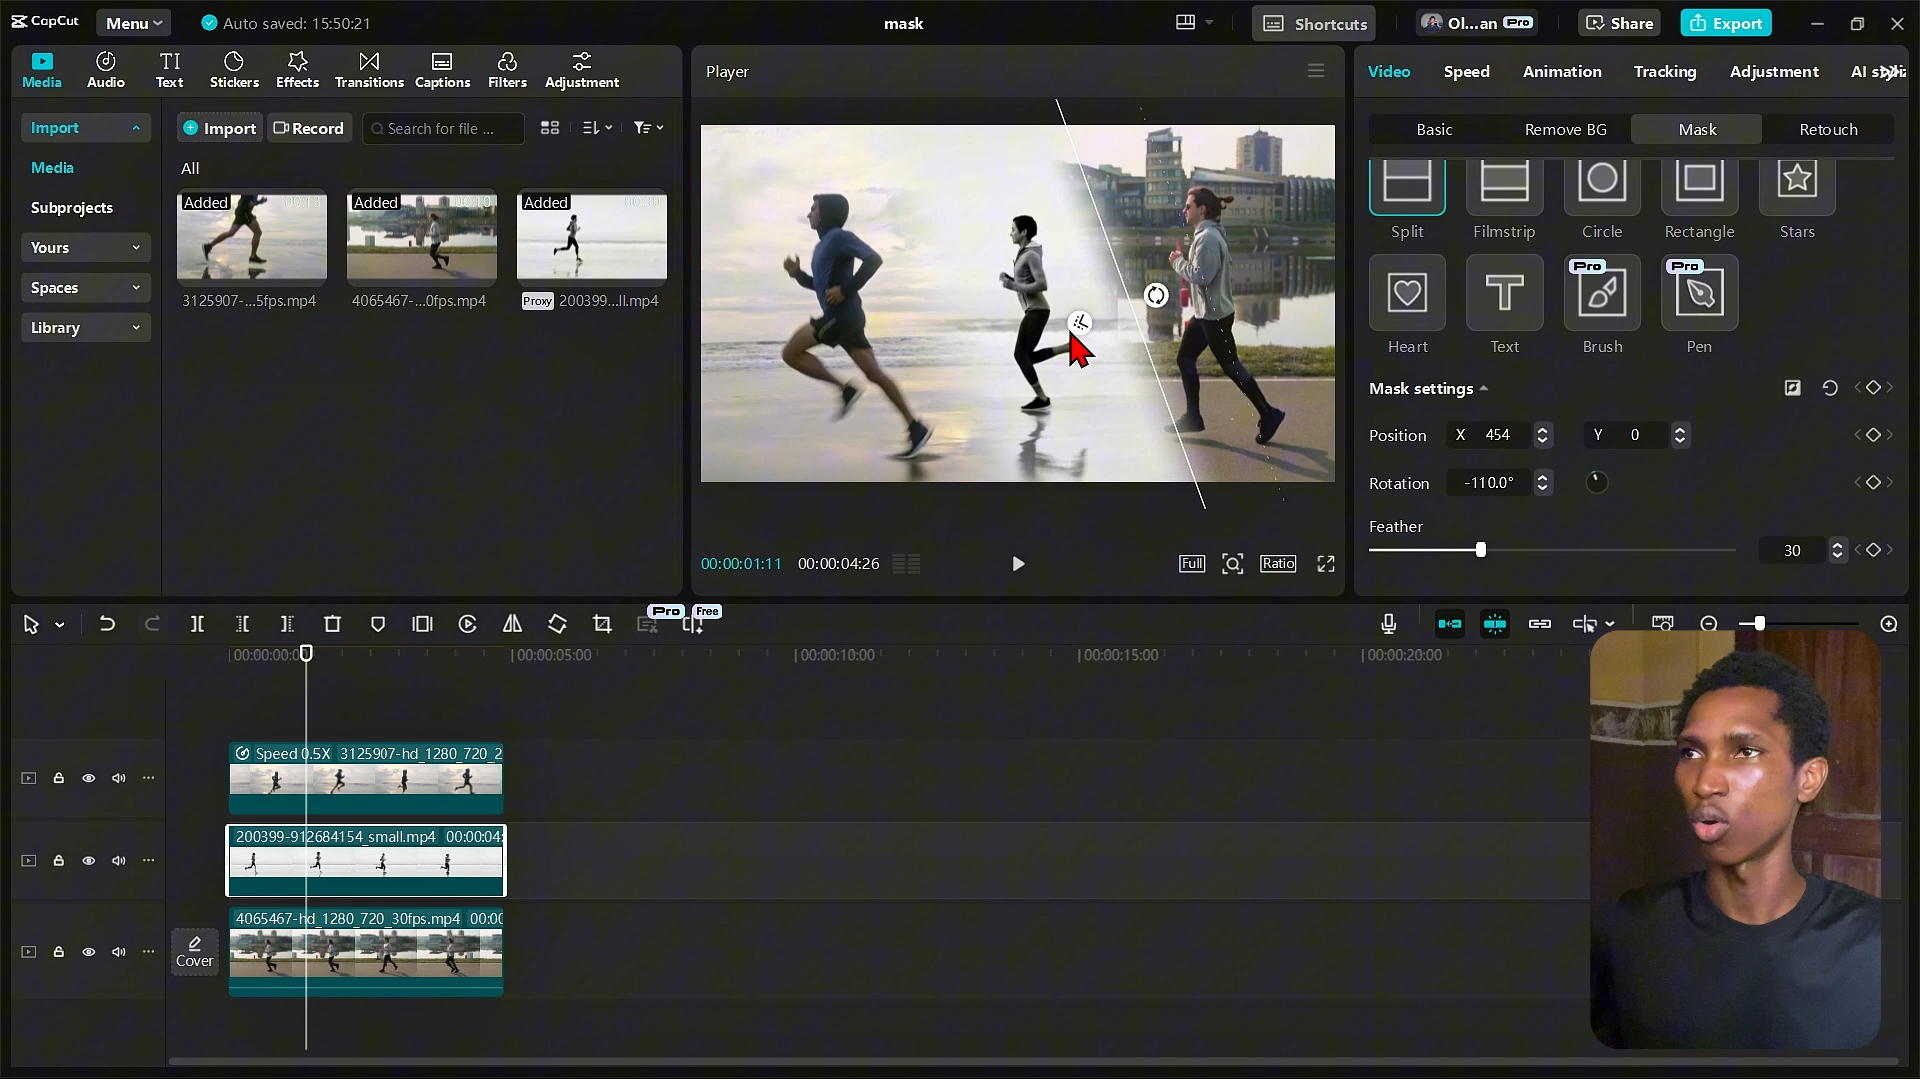 CapCut
Menu
Auto saved: 15:50:21
mask
Shortcuts
Ol...an
Pro
Share
Export
Media
Audio
Text
Stickers
Effects
Transitions
Captions
Filters
Adjustment
Player
Video
Speed
Animation
Tracking
Adjustment
Import
Import
Record
Search for file ...
Basic
Remove BG
Mask
Retouch
Media
All
Subprojects
Yours
Spaces
Library
Added
Added
Added
3125907-...5fps.mp4
4065467-...0fps.mp4
Proxy
200399...ll.mp4
Split
Filmstrip
Circle
Rectangle
Stars
Pro
Pro
Heart
Text
Brush
Pen
Mask settings
Position
X 454
Y 0
Rotation
-110.0°
Feather
30
00:00:01:11
00:00:04:26
Full
Ratio
Pro
Free
00:00:00:0
00:00:05:00
00:00:10:00
00:00:15:00
00:00:20:00
Speed 0.5X 3125907-hd_1280_720_2
200399-912684154_small.mp4 00:00:04:
4065467-hd_1280_720_30fps.mp4 00:00
Cover